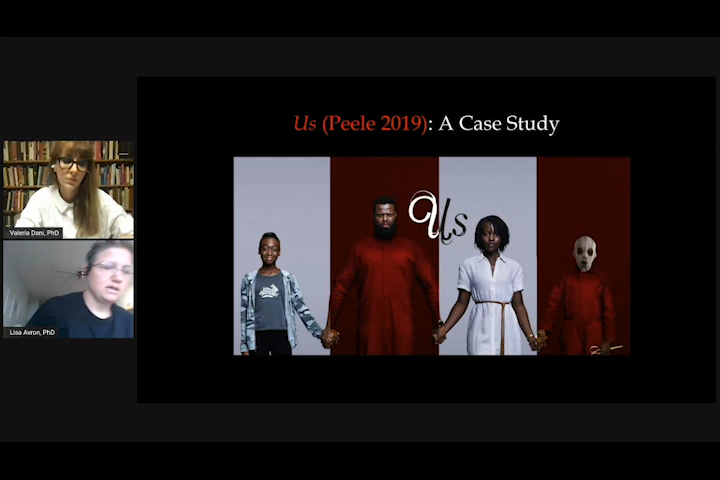 Us (Peele 2019): A Case Study
Us
Valeria Dani, PhD
Lisa Avron, PhD